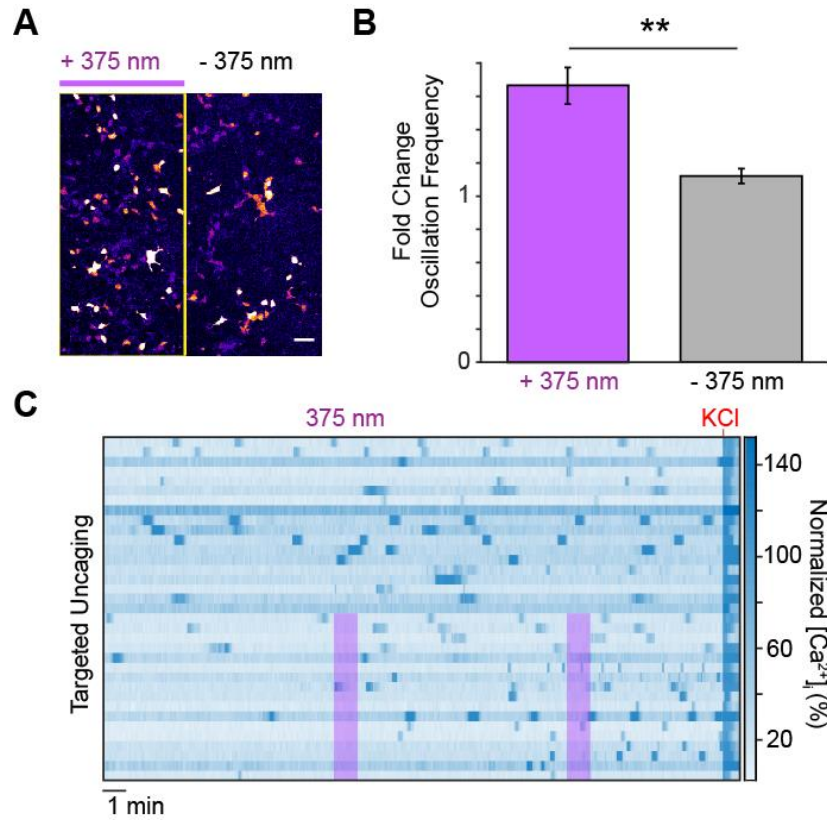 A
+ 375 nm
- 375 nm
B
**
Fold Change
Oscillation Frequency
1
0
+ 375 nm
- 375 nm
C
375 nm
KCl
Targeted Uncaging
140
100
60
20
Normalized [Ca²⁺]ᵢ (%)
1 min